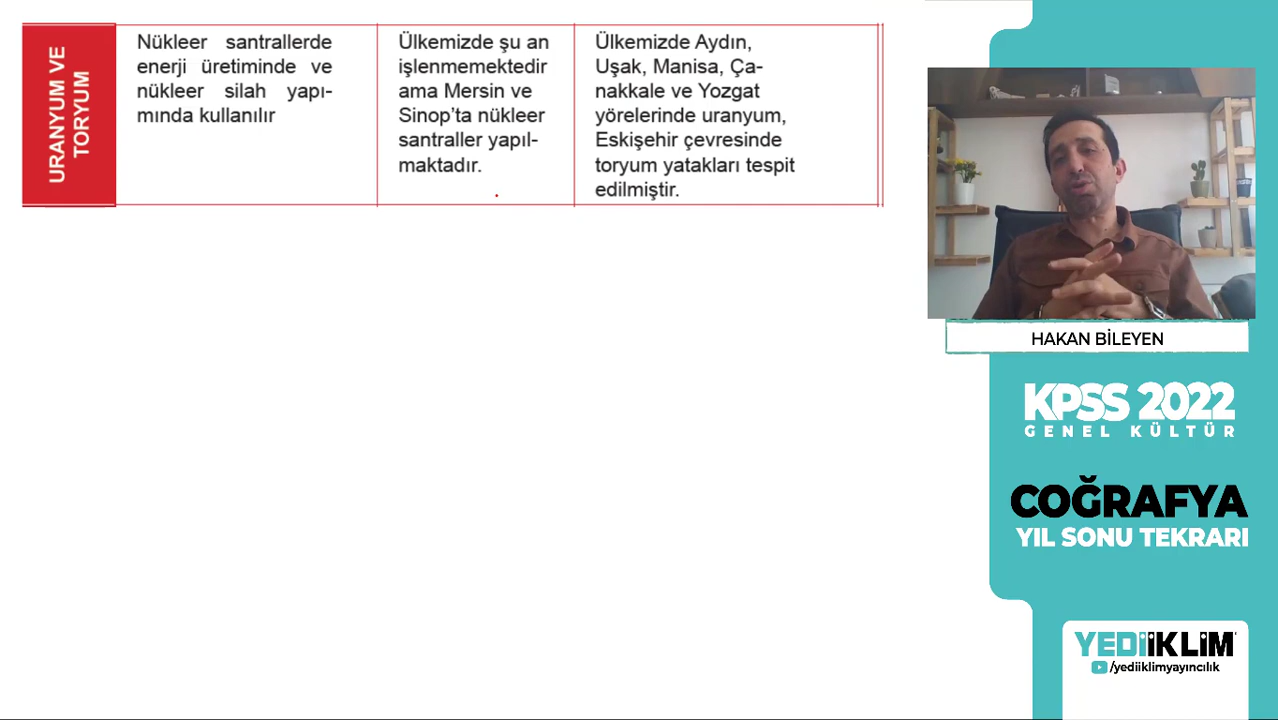 URANYUM VE
TORYUM
Nükleer santrallerde
enerji üretiminde ve
nükleer silah yapı-
mında kullanılır
Ülkemizde şu an
işlenmemektedir
ama Mersin ve
Sinop’ta nükleer
santraller yapıl-
maktadır.
Ülkemizde Aydın,
Uşak, Manisa, Ça-
nakkale ve Yozgat
yörelerinde uranyum,
Eskişehir çevresinde
toryum yatakları tespit
edilmiştir.
HAKAN BİLEYEN
KPSS 2022
GENEL KÜLTÜR
COĞRAFYA
YIL SONU TEKRARI
YEDİİKLİM
/yediiklimyayıncılık